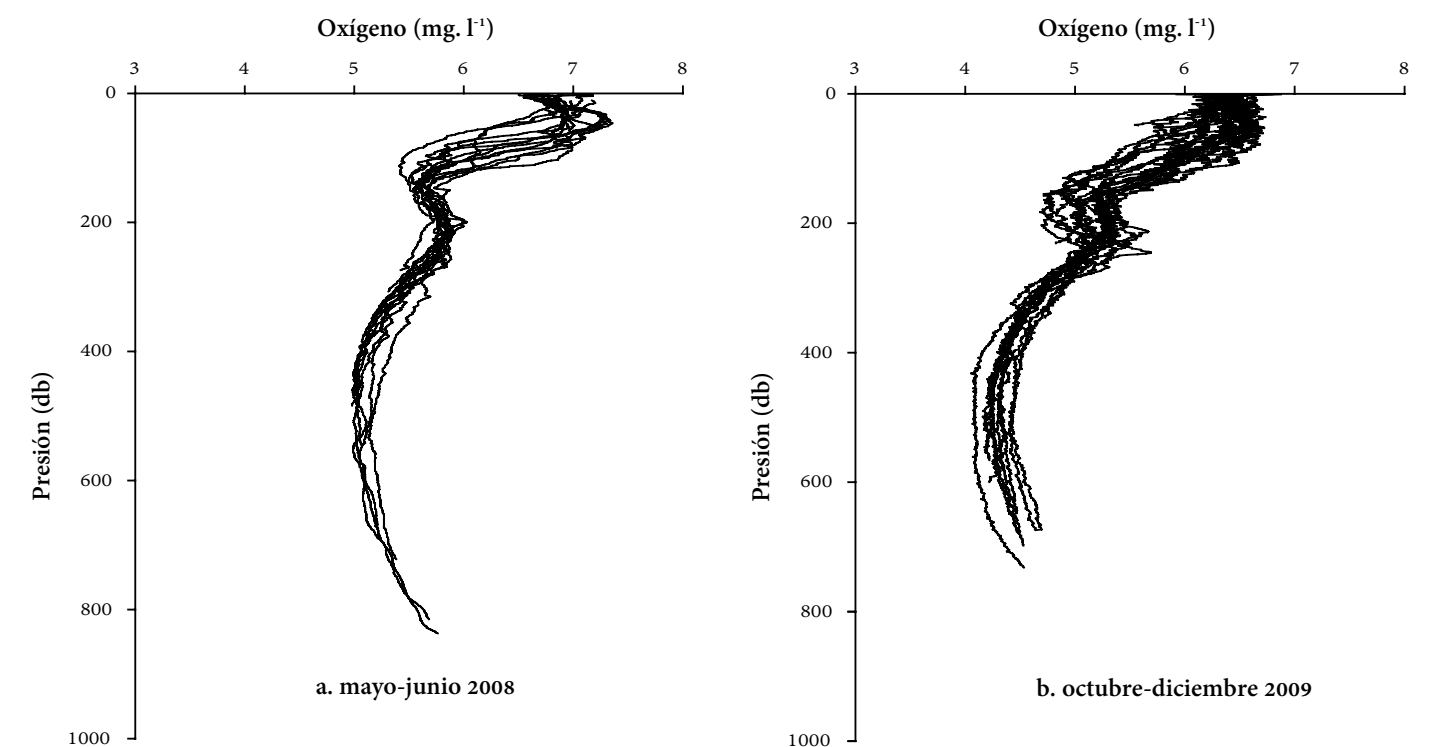 Oxígeno (mg. l⁻¹)
3 4 5 6 7 8
0
200
400
600
800
1000
Presión (db)
a. mayo-junio 2008
Oxígeno (mg. l⁻¹)
3 4 5 6 7 8
0
200
400
600
800
1000
Presión (db)
b. octubre-diciembre 2009